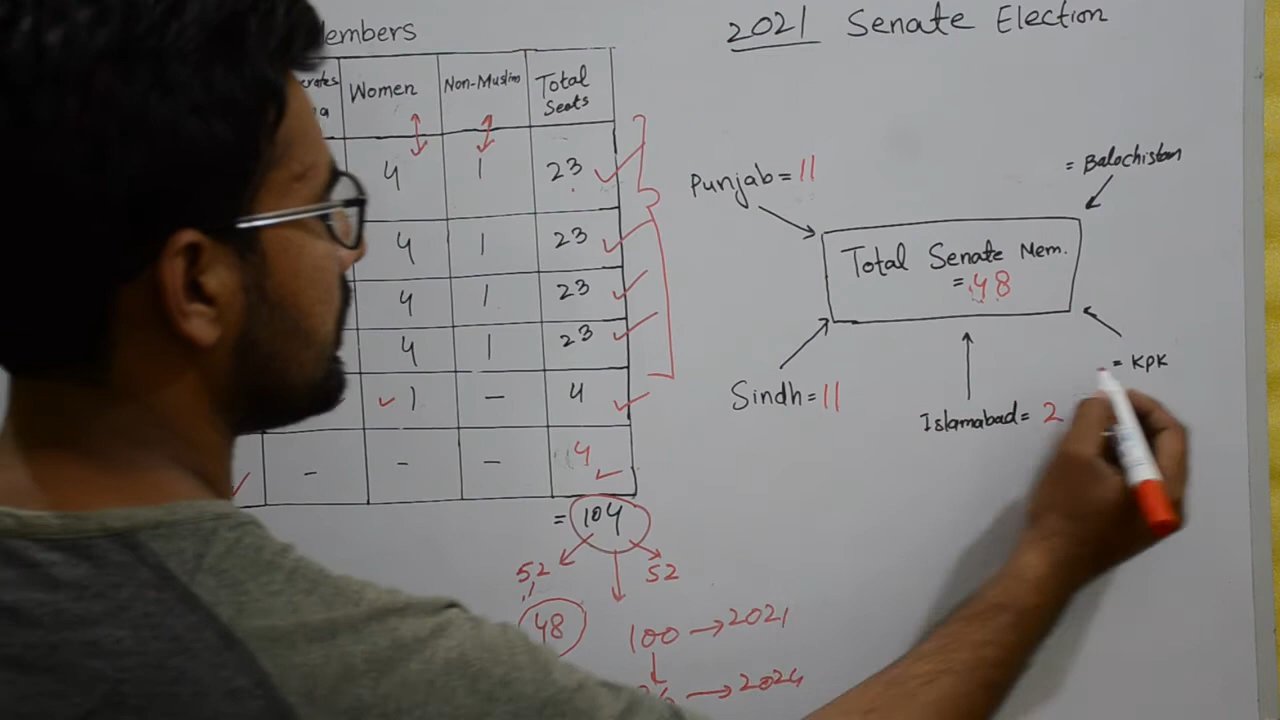 embers
2021 Senate Election
Women Non-Muslim Total
Seats
4 1 23
4 1 23
4 1 23
4 1 23
1 - 4
- - - 4
= 104
52 52
48
100 → 2021
→ 2024
Punjab = 11
= Balochistan
Total Senate Mem.
= 48
Sindh = 11
Islamabad = 2
= KPK